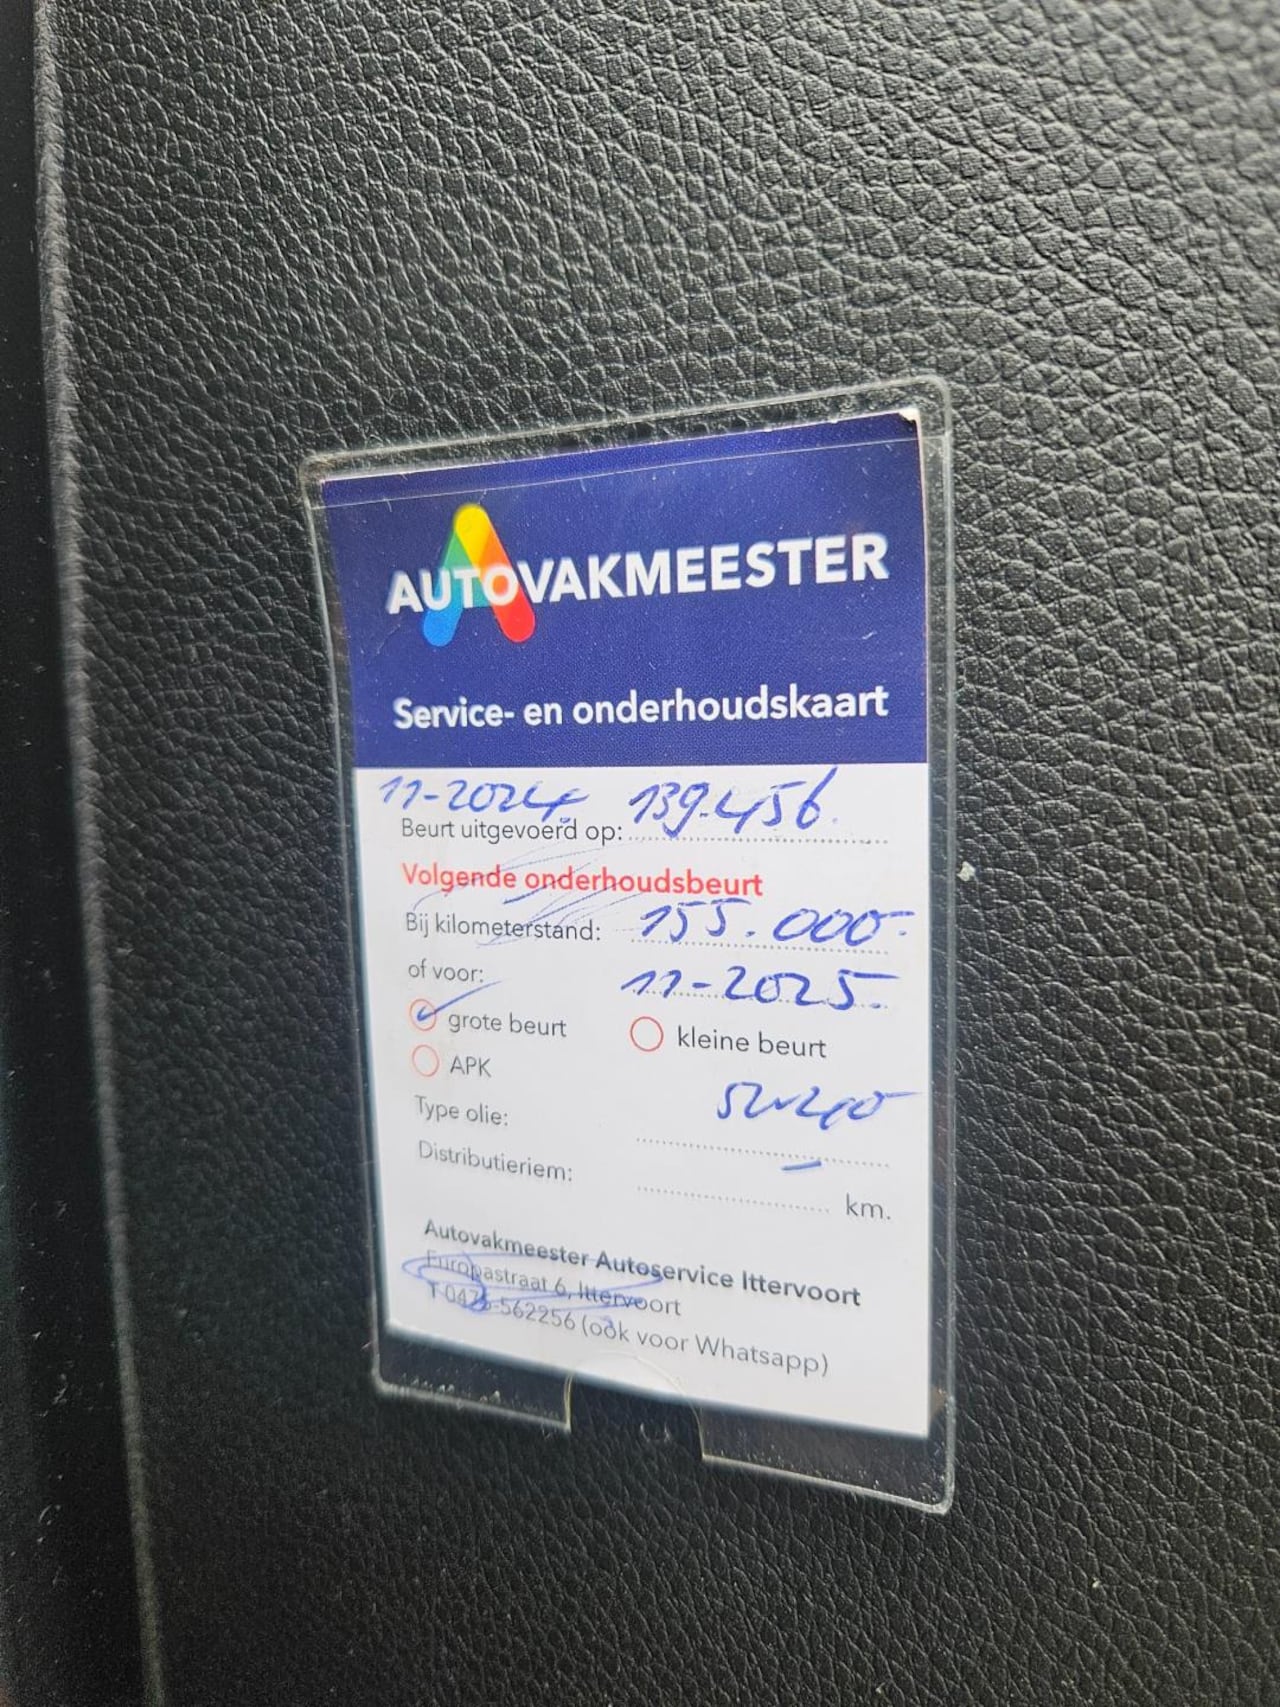 AUTOVAKMEESTER
Service- en onderhoudskaart
11-2024. 139.456.
Beurt uitgevoerd op:
Volgende onderhoudsbeurt
Bij kilometerstand: 155.000-
of voor: 11-2025.
grote beurt kleine beurt
APK
Type olie: 5W40
Distributieriem: – km.
Autovakmeester Autoservice Ittervoort
Europastraat 6, Ittervoort
T 0475-562256 (ook voor Whatsapp)